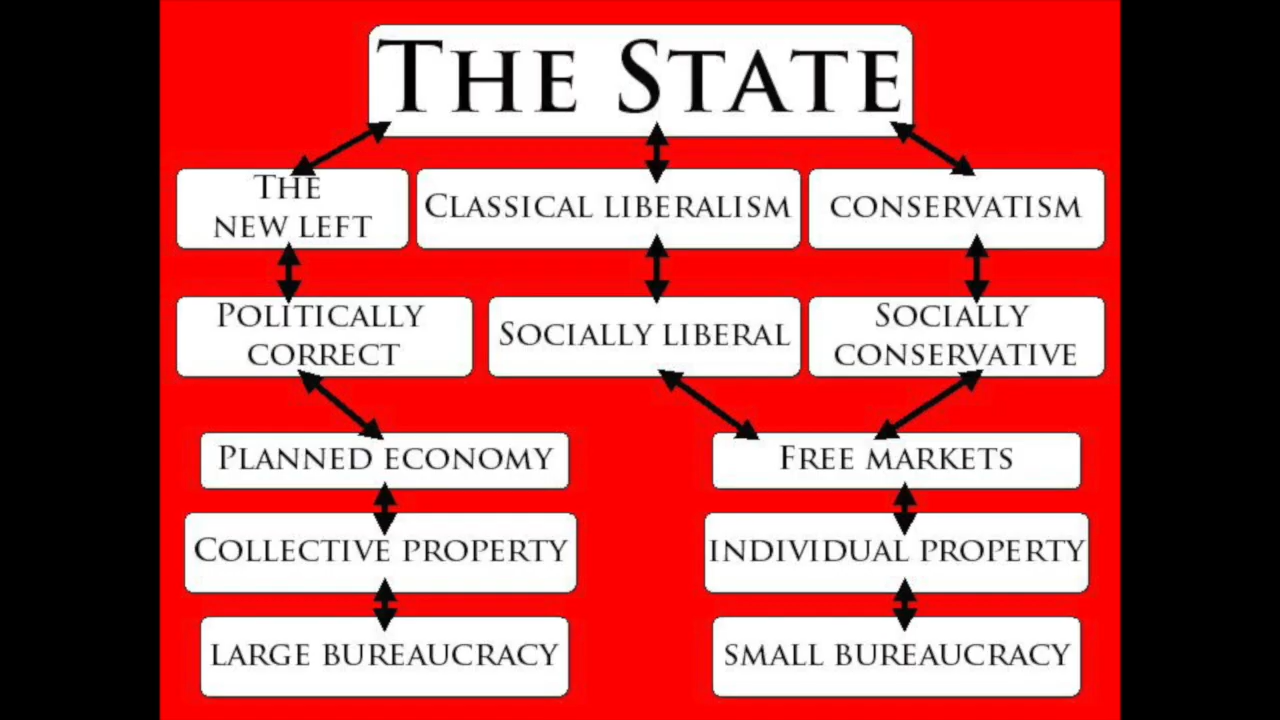 THE STATE
THE
NEW LEFT
CLASSICAL LIBERALISM
CONSERVATISM
POLITICALLY
CORRECT
SOCIALLY LIBERAL
SOCIALLY
CONSERVATIVE
PLANNED ECONOMY
FREE MARKETS
COLLECTIVE PROPERTY
INDIVIDUAL PROPERTY
LARGE BUREAUCRACY
SMALL BUREAUCRACY